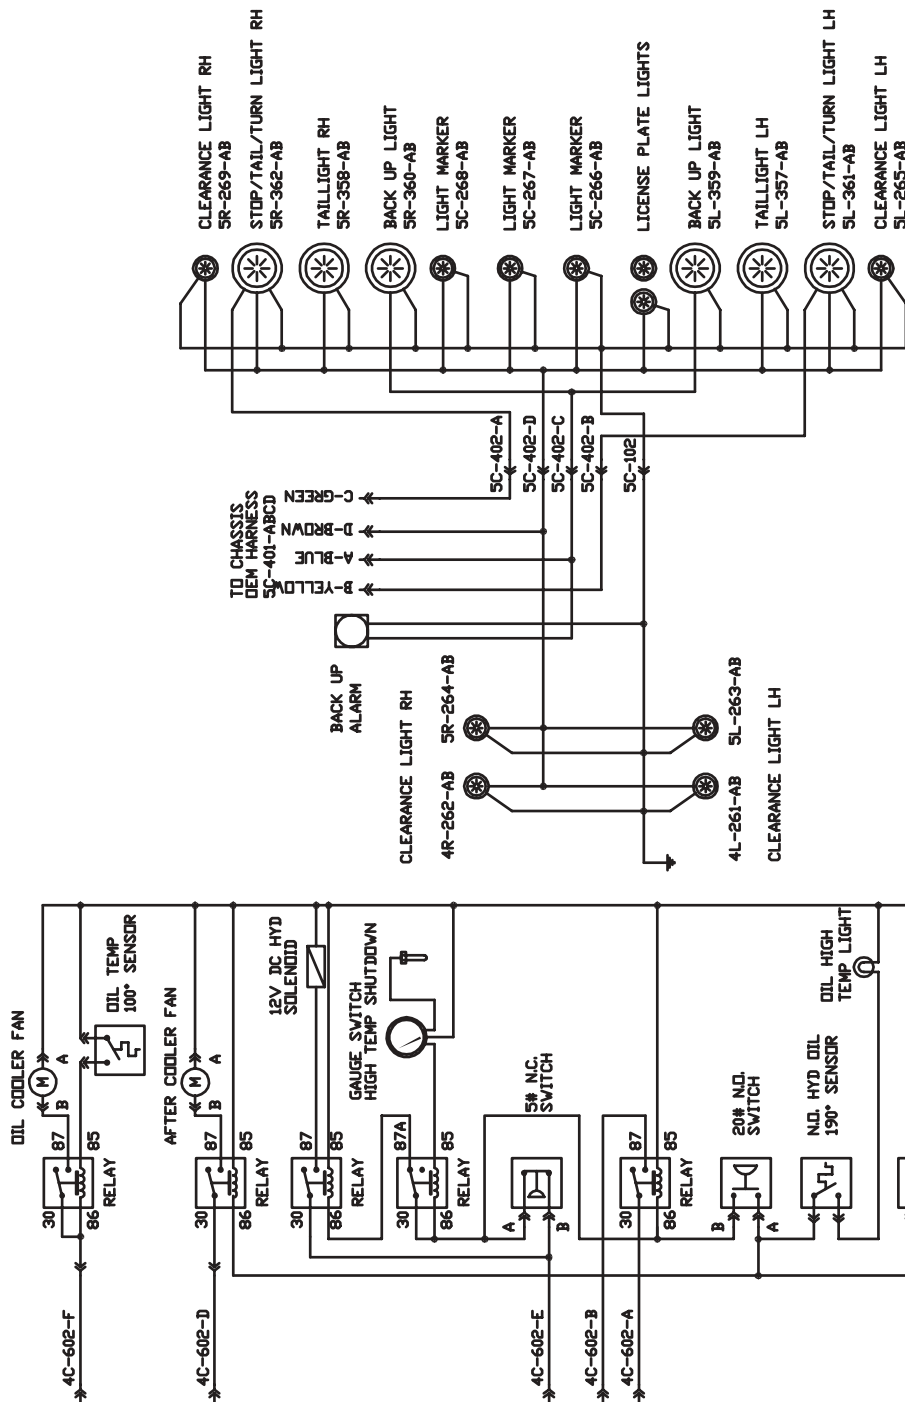 CLEARANCE LIGHT RH
5R-269-AB
STOP/TAIL/TURN LIGHT RH
5R-362-AB
TAILLIGHT RH
5R-358-AB
BACK UP LIGHT
5R-360-AB
LIGHT MARKER
5C-268-AB
LIGHT MARKER
5C-267-AB
LIGHT MARKER
5C-266-AB
LICENSE PLATE LIGHTS
BACK UP LIGHT
5L-359-AB
TAILLIGHT LH
5L-357-AB
STOP/TAIL/TURN LIGHT LH
5L-361-AB
CLEARANCE LIGHT LH
5L-265-AB
5C-402-A
5C-402-D
5C-402-C
5C-402-B
5C-102
TO CHASSIS
OEM HARNESS
5C-401-ABCD
C-GREEN
D-BROWN
A-BLUE
B-YELLOW
BACK UP
ALARM
CLEARANCE LIGHT RH
4R-262-AB
5R-264-AB
4L-261-AB
5L-263-AB
CLEARANCE LIGHT LH
OIL COOLER FAN
M
B
A
OIL TEMP
100° SENSOR
30
87
86
85
RELAY
4C-602-F
AFTER COOLER FAN
M
B
A
30
87
86
85
RELAY
4C-602-D
12V DC HYD
SOLENOID
30
87
86
85
RELAY
GAUGE SWITCH
HIGH TEMP SHUTDOWN
30
87A
86
85
RELAY
5# N.C.
SWITCH
A
B
4C-602-E
4C-602-B
4C-602-A
30
87
86
85
RELAY
20# N.O.
SWITCH
B
A
N.O. HYD OIL
190° SENSOR
OIL HIGH
TEMP LIGHT